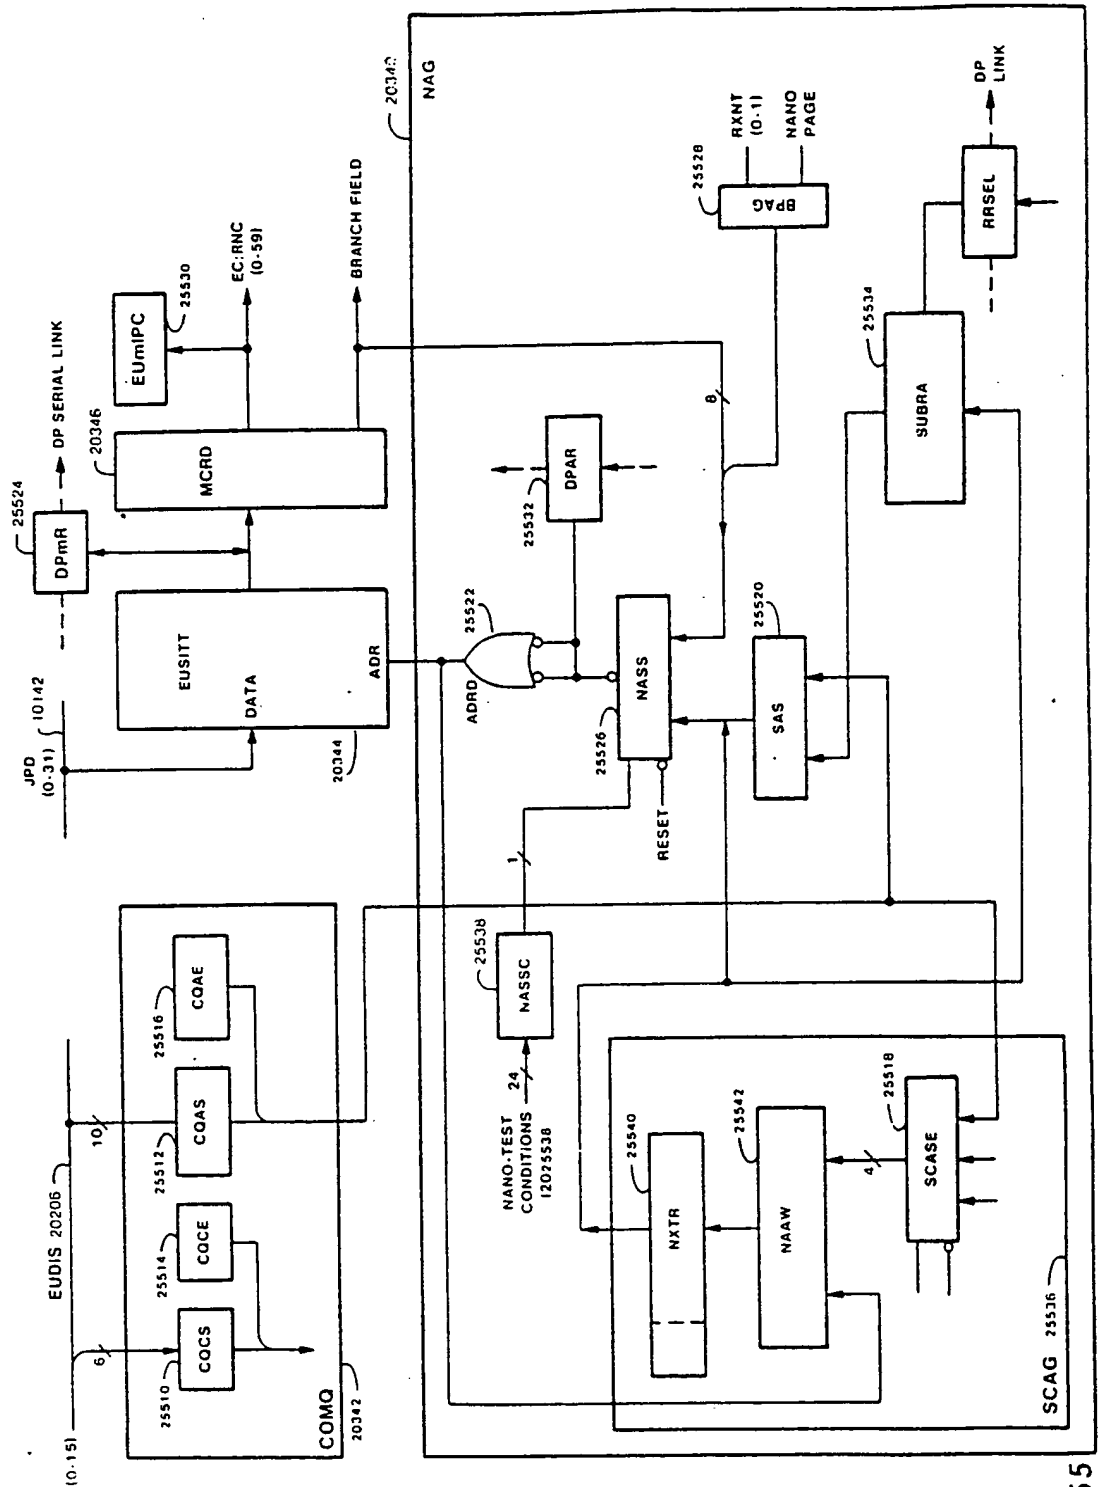 (0-15)
EUDIS 20206
6
10
25510
CQCS
25514
CQCE
25512
CQAS
25516
CQAE
COMQ
20342
JPD
(0-31)
10142
DP SERIAL LINK
25524
DPmR
EUSITT
DATA
ADR
20344
MCRD
20346
EUmIPC
25530
EC:RNC
(0-59)
BRANCH FIELD
NAG
ADRD
25522
25532
DPAR
8
25528
BPAG
RXNT
(0-1)
NANO
PAGE
NANO-TEST
CONDITIONS
12025538
24
NASSC
25538
1
RESET
25526
NASS
25520
SAS
25534
SUBRA
RRSEL
DP
LINK
25540
NXTR
25542
NAAW
4
25518
SCASE
SCAG
25536